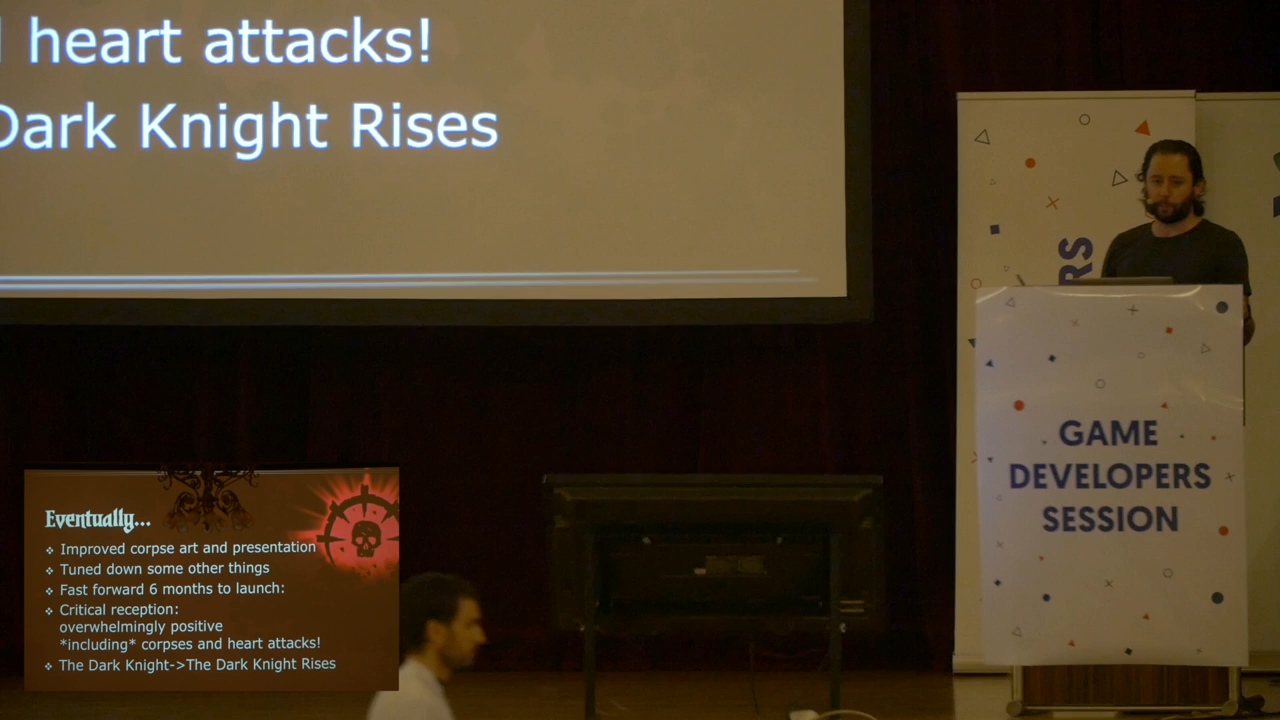 heart attacks!
Dark Knight Rises
RS
GAME
DEVELOPERS
SESSION
Eventually...
Improved corpse art and presentation
Tuned down some other things
Fast forward 6 months to launch:
Critical reception:
overwhelmingly positive
*including* corpses and heart attacks!
The Dark Knight->The Dark Knight Rises